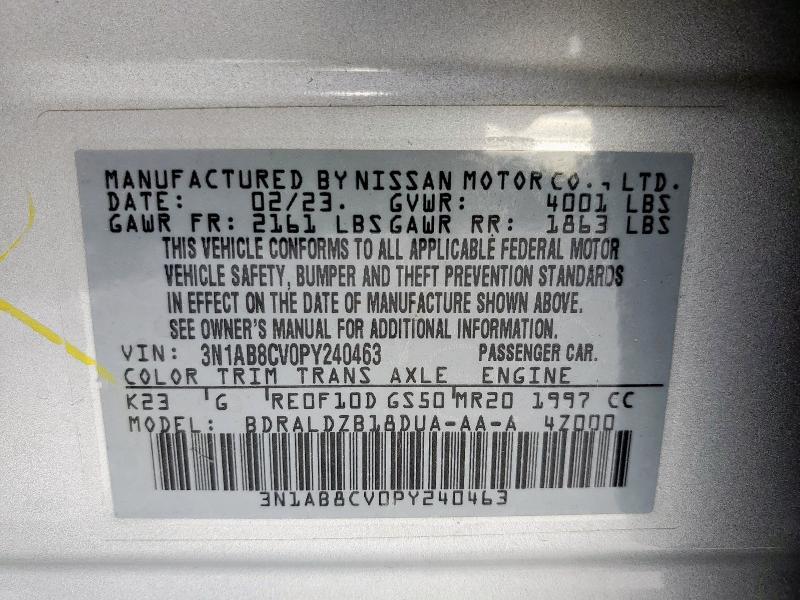 MANUFACTURED BY NISSAN MOTOR CO., LTD.
DATE: 02/23. GVWR: 4001 LBS
GAWR FR: 2161 LBS GAWR RR: 1863 LBS
THIS VEHICLE CONFORMS TO ALL APPLICABLE FEDERAL MOTOR
VEHICLE SAFETY, BUMPER AND THEFT PREVENTION STANDARDS
IN EFFECT ON THE DATE OF MANUFACTURE SHOWN ABOVE.
SEE OWNER'S MANUAL FOR ADDITIONAL INFORMATION.
VIN: 3N1AB8CV0PY240463 PASSENGER CAR.
COLOR TRIM TRANS AXLE ENGINE
K23 G RE0F10D GS50 MR20 1997 CC
MODEL: BDRALDZB18DUA-AA-A 4Z000
3N1AB8CV0PY240463